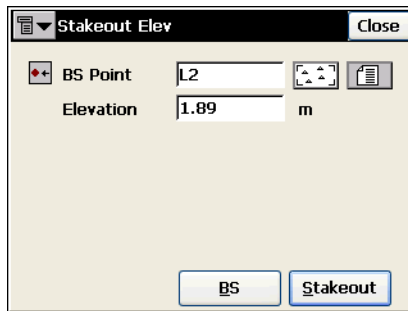 Stakeout Elev Close
BS Point L2
Elevation 1.89 m
BS Stakeout